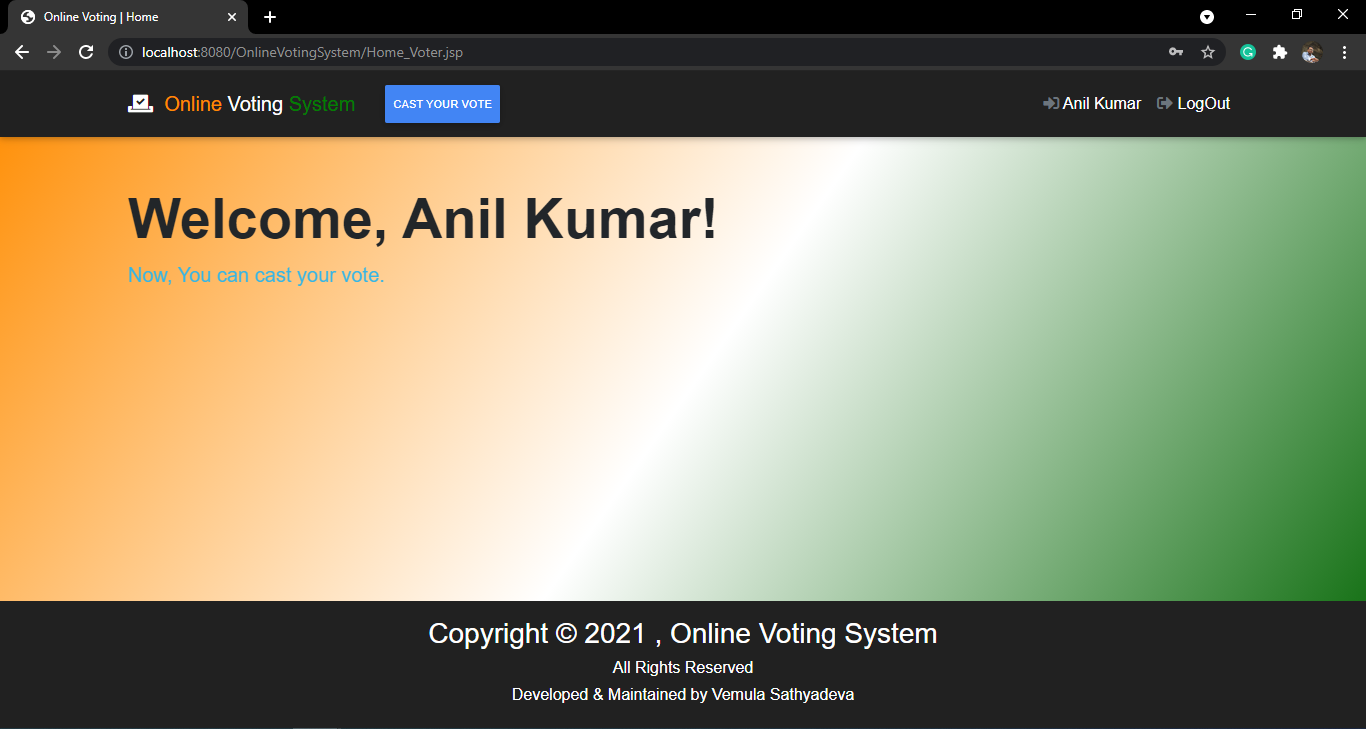 Online Voting | Home
localhost:8080/OnlineVotingSystem/Home_Voter.jsp
Online Voting System CAST YOUR VOTE Anil Kumar LogOut
Welcome, Anil Kumar!
Now, You can cast your vote.
Copyright © 2021 , Online Voting System
All Rights Reserved
Developed & Maintained by Vemula Sathyadeva